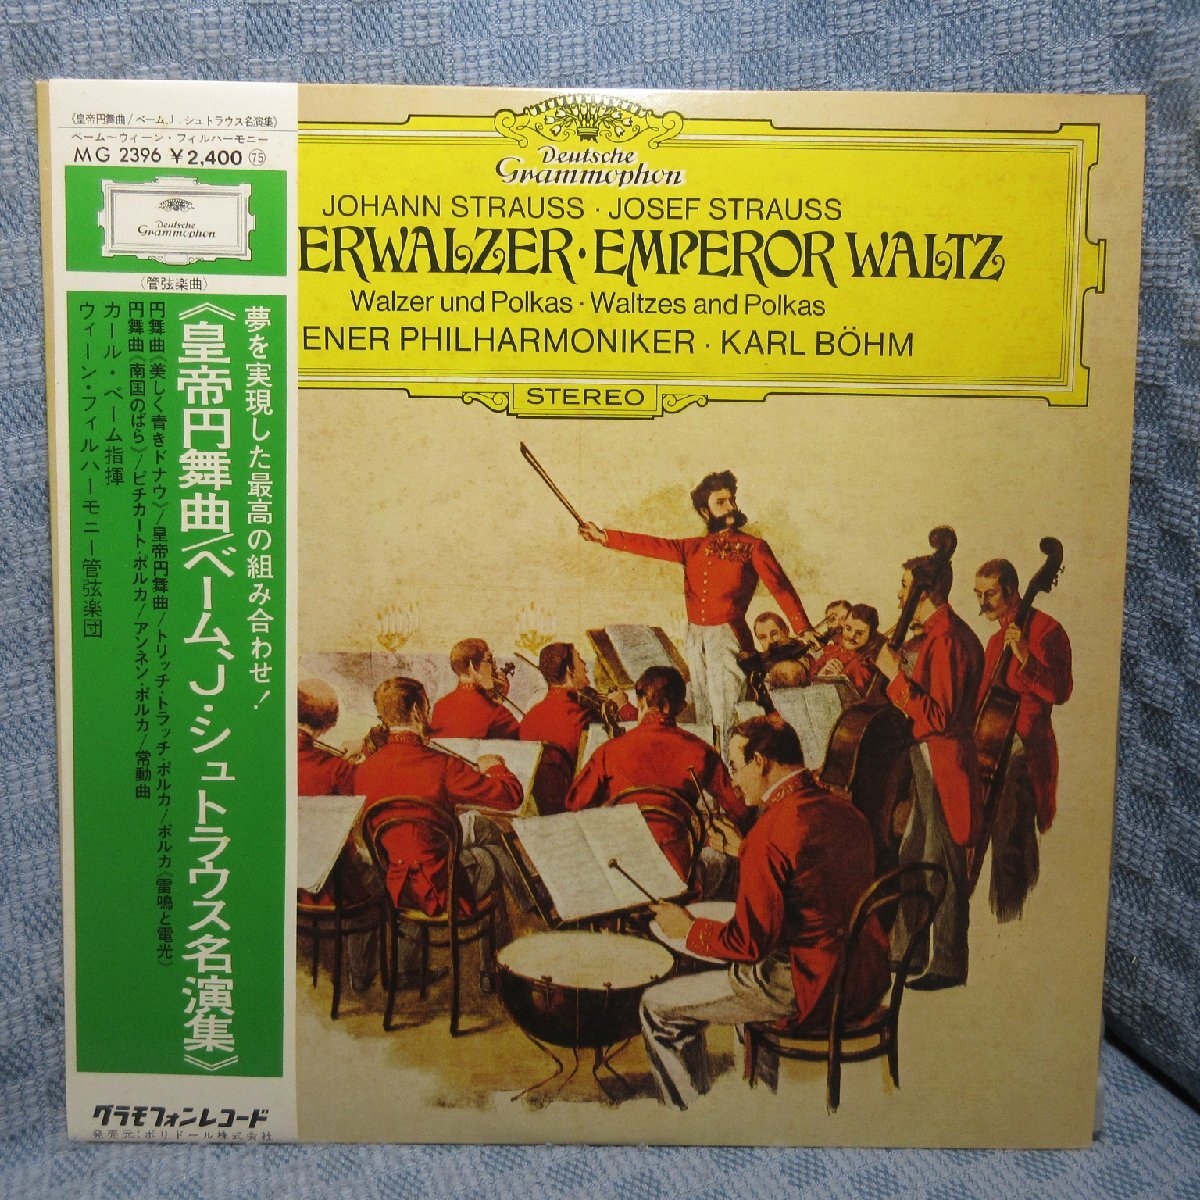 《皇帝円舞曲/ベーム、J.シュトラウス名演集》
ベーム~ウィーン・フィルハーモニー
MG 2396 ¥2,400 ㊆
Deutsche
Grammophon
〈管弦楽曲〉
夢を実現した最高の組み合わせ!
《皇帝円舞曲/ベーム、J・シュトラウス名演集》
円舞曲《美しく青きドナウ》/皇帝円舞曲/トリッチ・トラッチ・ポルカ/ポルカ《雷鳴と電光》
円舞曲《南国のばら》/ピチカート・ポルカ/アンネン・ポルカ/常動曲
カール・ベーム指揮
ウィーン・フィルハーモニー管弦楽団
グラモフォンレコード
発売元:ポリドール株式会社
Deutsche
Grammophon
JOHANN STRAUSS · JOSEF STRAUSS
ERWALZER · EMPEROR WALTZ
Walzer und Polkas · Waltzes and Polkas
ENER PHILHARMONIKER · KARL BÖHM
STEREO